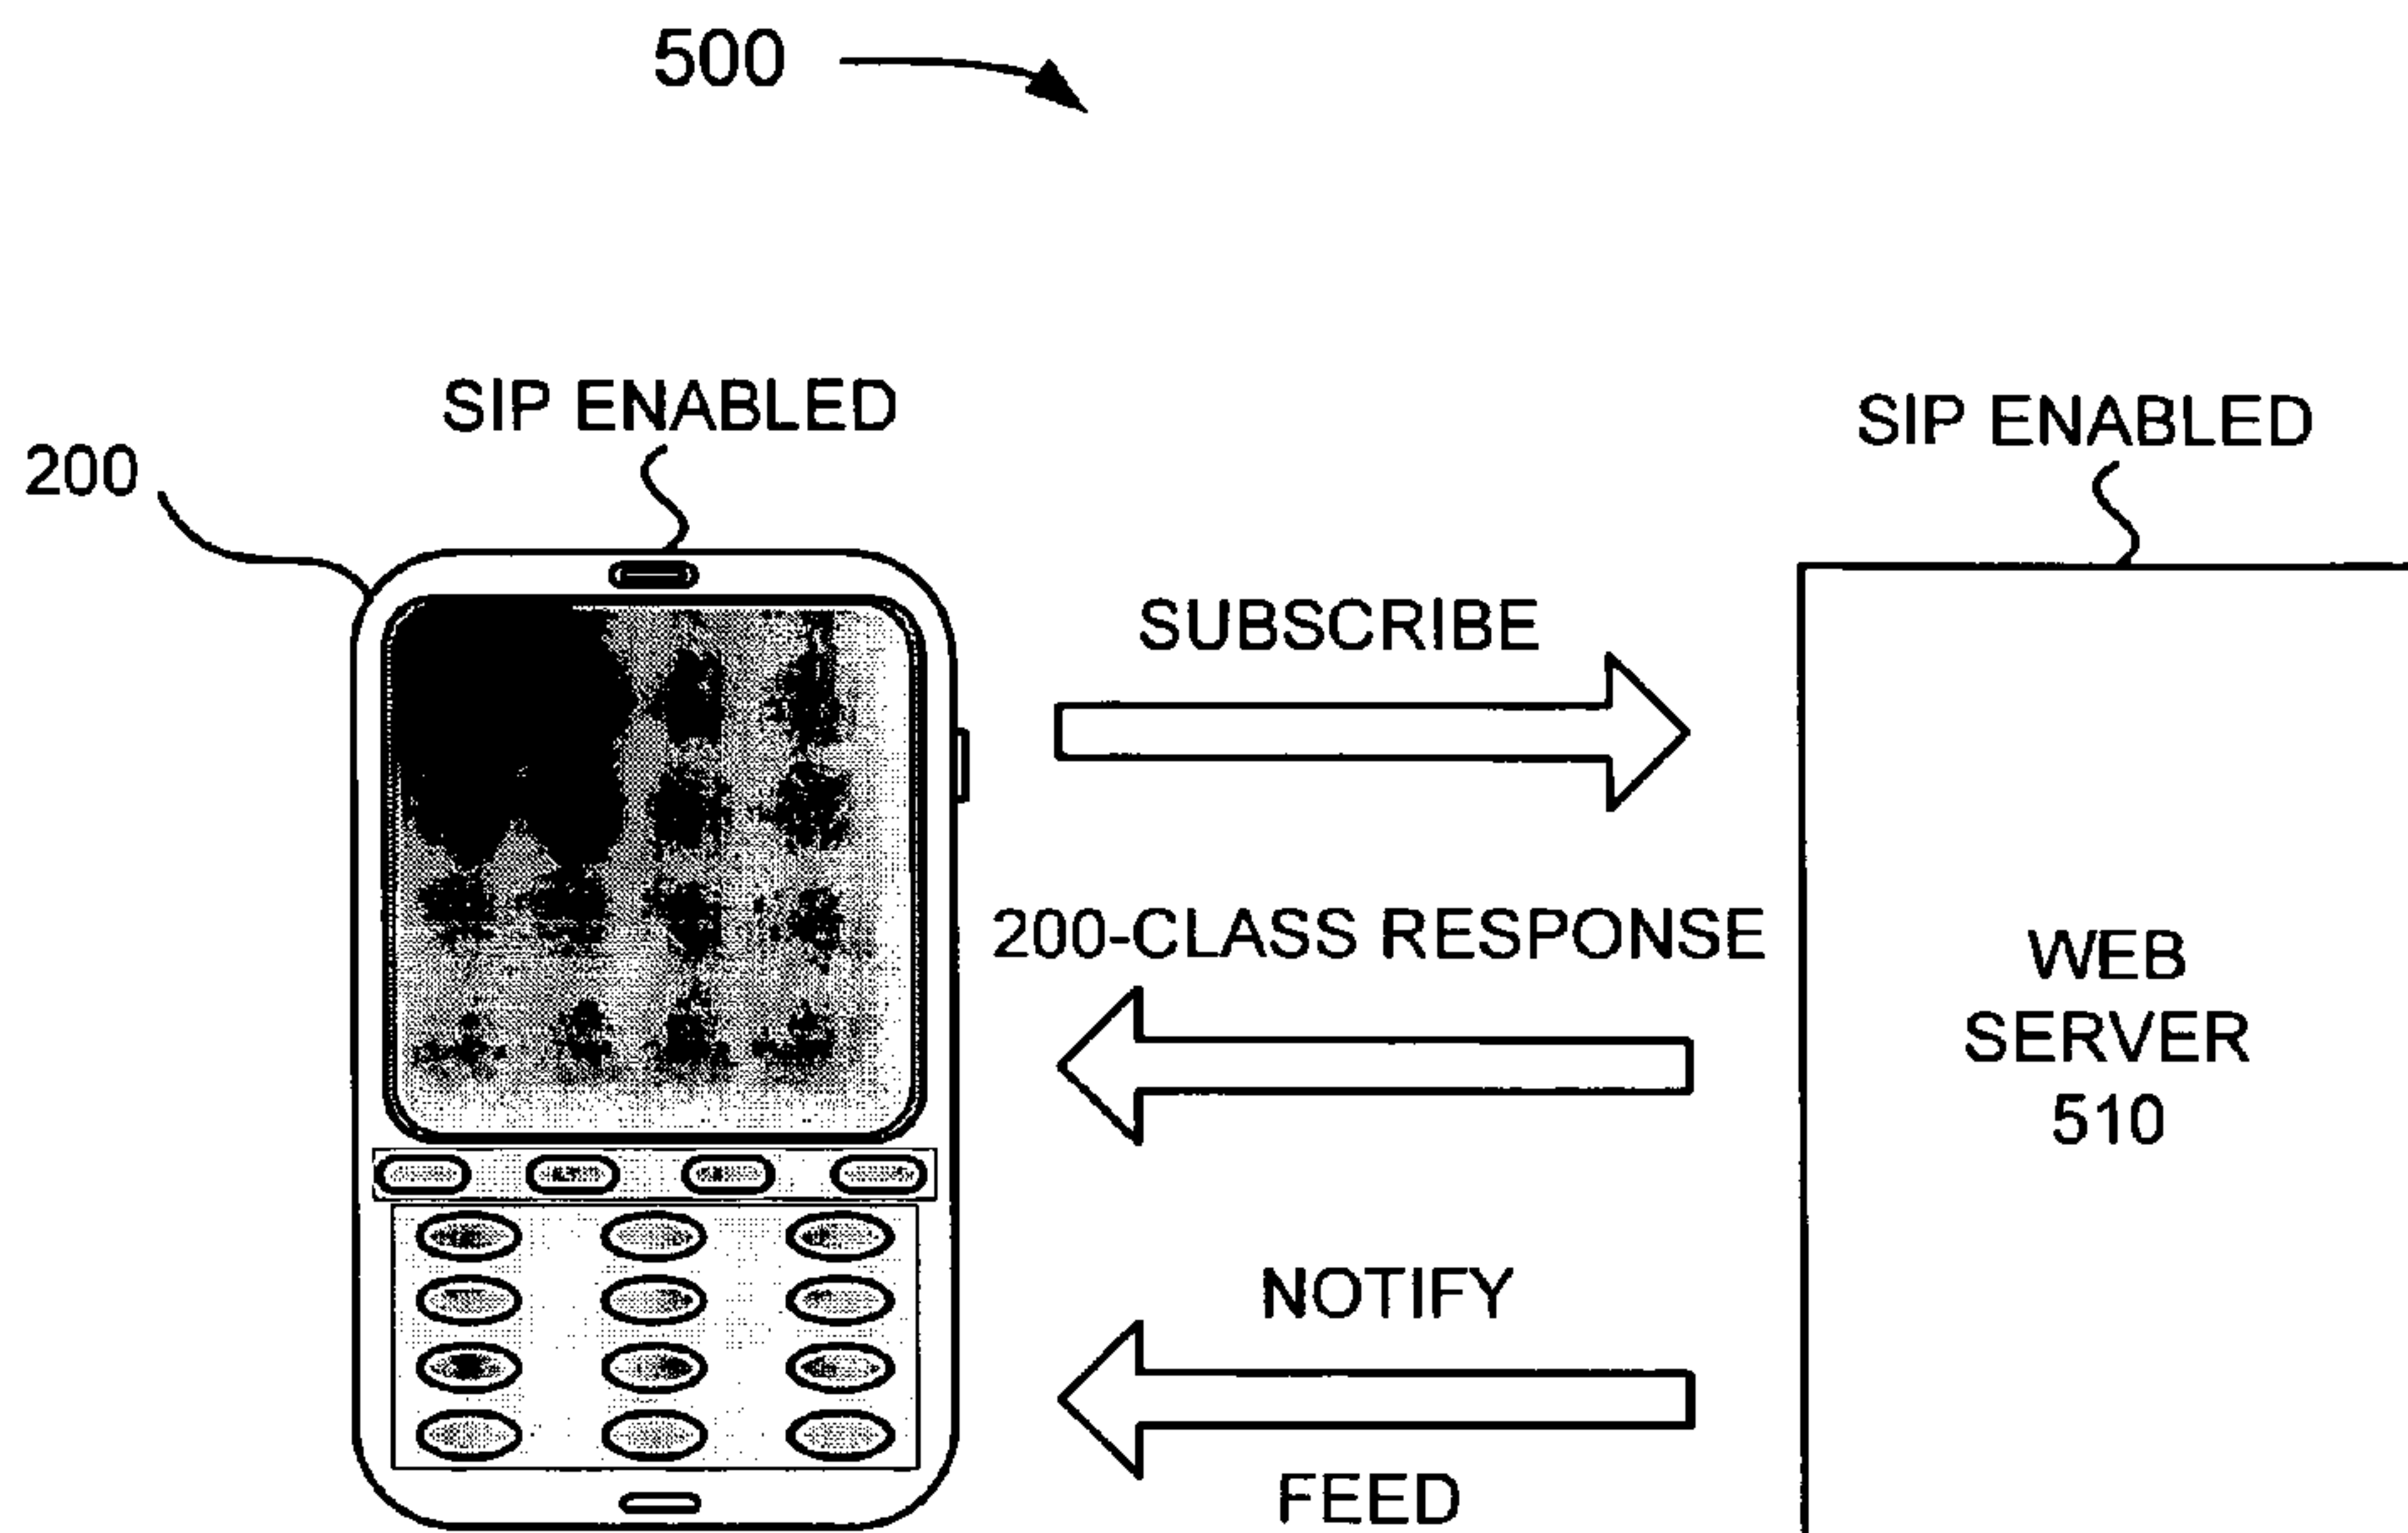 500
SIP ENABLED
SIP ENABLED
200
SUBSCRIBE
200-CLASS RESPONSE
WEB
SERVER
510
NOTIFY
FEED